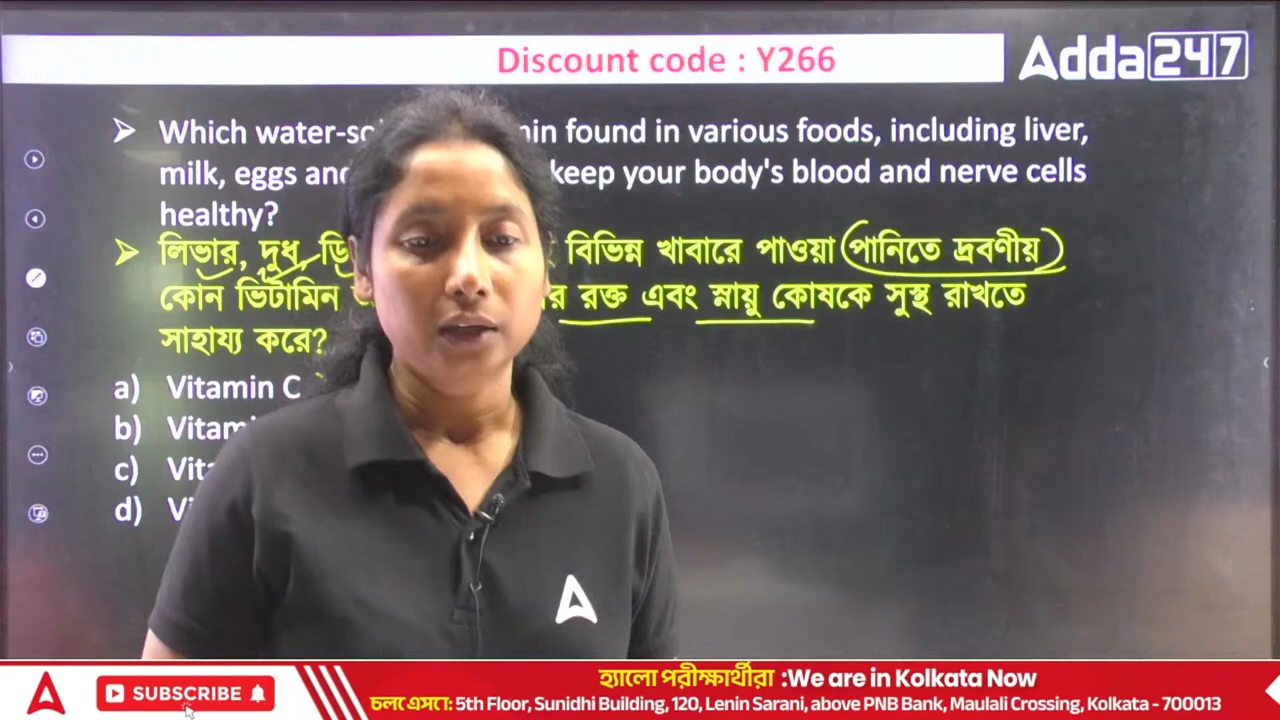 Discount code : Y266
Adda247
Which water-so in found in various foods, including liver,
milk, eggs and keep your body's blood and nerve cells
healthy?
লিভার, দুধ, ডি বিভিন্ন খাবারে পাওয়া পানিতে দ্রবণীয়
কোন ভিটামিন র রক্ত এবং স্নায়ু কোষকে সুস্থ রাখতে
সাহায্য করে?
a) Vitamin C
b) Vitam
c) Vita
d) Vi
হ্যালো পরীক্ষার্থীরা :We are in Kolkata Now
SUBSCRIBE
চলে এসো: 5th Floor, Sunidhi Building, 120, Lenin Sarani, above PNB Bank, Maulali Crossing, Kolkata - 700013